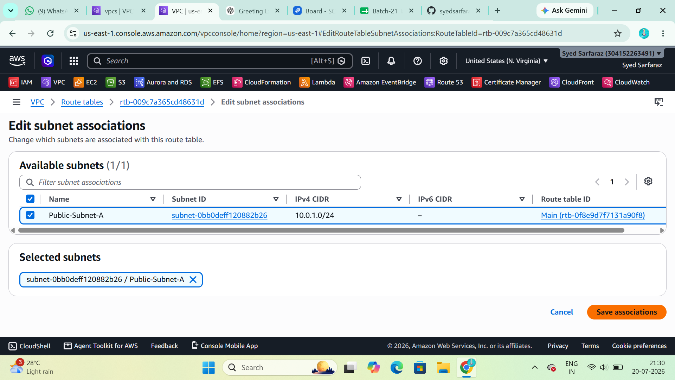 (9) Whats
vpcs | VPC
VPC | us-e
Greeting I
Board - SI
Batch-21
syedsarfa
Ask Gemini
us-east-1.console.aws.amazon.com/vpcconsole/home?region=us-east-1#EditRouteTableSubnetAssociations:RouteTableId=rtb-009c7a365cd48631d
aws
Search
[Alt+S]
United States (N. Virginia)
Syed Sarfaraz (304152263491)
Syed Sarfaraz
IAM
VPC
EC2
S3
Aurora and RDS
EFS
CloudFormation
Lambda
Amazon EventBridge
Route 53
Certificate Manager
CloudFront
CloudWatch
VPC
Route tables
rtb-009c7a365cd48631d
Edit subnet associations
Edit subnet associations
Change which subnets are associated with this route table.
Available subnets (1/1)
Filter subnet associations
1
Name
Subnet ID
IPv4 CIDR
IPv6 CIDR
Route table ID
Public-Subnet-A
subnet-0bb0deff120882b26
10.0.1.0/24
–
Main (rtb-0f8e9d7f7131a90f8)
Selected subnets
subnet-0bb0deff120882b26 / Public-Subnet-A
Cancel
Save associations
CloudShell
Agent Toolkit for AWS
Feedback
Console Mobile App
© 2026, Amazon Web Services, Inc. or its affiliates.
Privacy
Terms
Cookie preferences
28°C
Light rain
Search
ENG
IN
21:30
20-07-2026